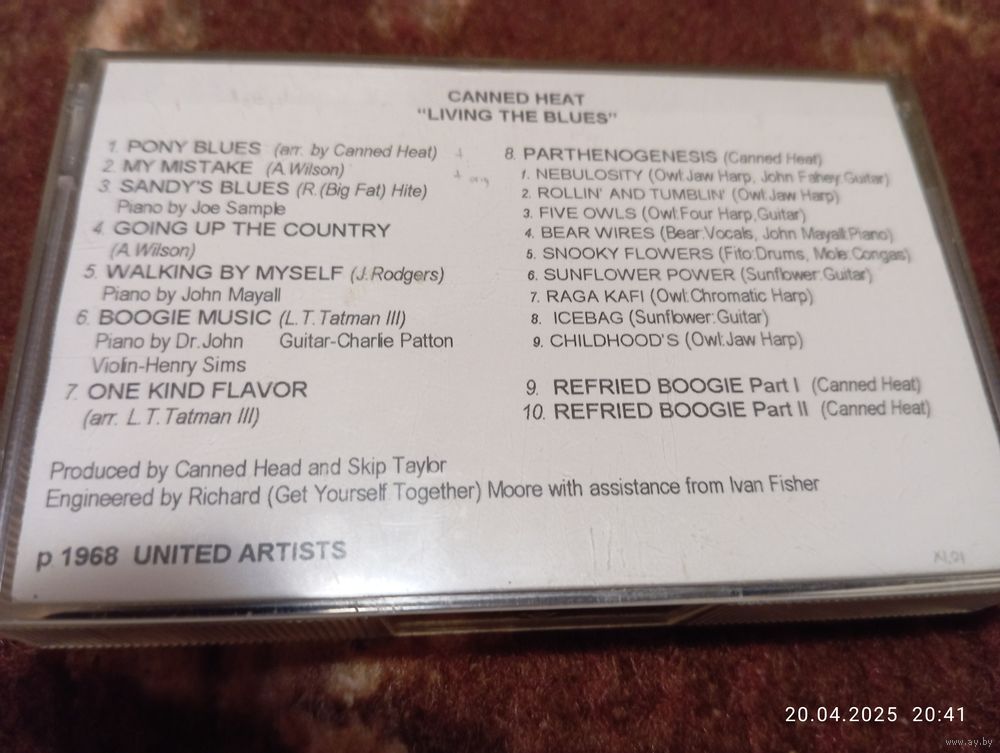 CANNED HEAT
"LIVING THE BLUES"
1. PONY BLUES (arr. by Canned Heat)
2. MY MISTAKE (A Wilson)
3. SANDY'S BLUES (R.(Big Fat) Hite)
Piano by Joe Sample
4. GOING UP THE COUNTRY
(A Wilson)
5. WALKING BY MYSELF (J.Rodgers)
Piano by John Mayall
6. BOOGIE MUSIC (L.T.Tatman III)
Piano by Dr.John Guitar-Charlie Patton
Violin-Henry Sims
7. ONE KIND FLAVOR
(arr. L.T.Tatman III)
8. PARTHENOGENESIS (Canned Heat)
1. NEBULOSITY (Owl:Jaw Harp, John Fahey:Guitar)
2. ROLLIN' AND TUMBLIN' (Owl:Jaw Harp)
3. FIVE OWLS (Owl:Four Harp,Guitar)
4. BEAR WIRES (Bear:Vocals, John Mayall:Piano)
5. SNOOKY FLOWERS (Fito:Drums, Mole:Congas)
6. SUNFLOWER POWER (Sunflower:Guitar)
7. RAGA KAFI (Owl:Chromatic Harp)
8. ICEBAG (Sunflower:Guitar)
9. CHILDHOOD'S (Owl:Jaw Harp)
9. REFRIED BOOGIE Part I (Canned Heat)
10. REFRIED BOOGIE Part II (Canned Heat)
Produced by Canned Head and Skip Taylor
Engineered by Richard (Get Yourself Together) Moore with assistance from Ivan Fisher
p 1968 UNITED ARTISTS
20.04.2025 20:41
www.ay.by